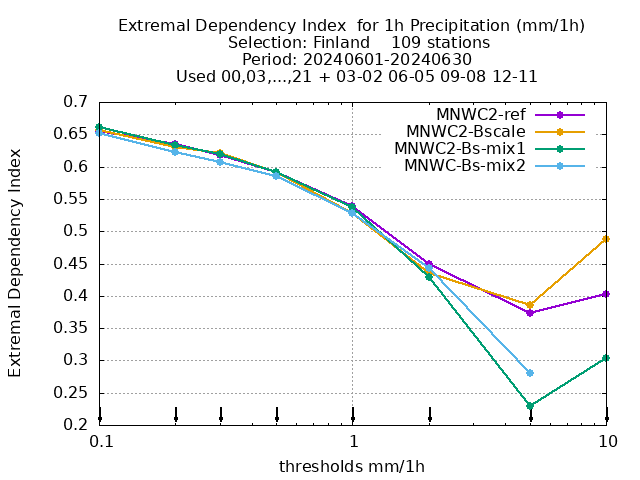 Extremal Dependency Index  for 1h Precipitation (mm/1h)
Selection: Finland    109 stations
Period: 20240601-20240630
Used 00,03,...,21 + 03-02 06-05 09-08 12-11
MNWC2-ref
MNWC2-Bscale
MNWC2-Bs-mix1
MNWC-Bs-mix2
Extremal Dependency Index
0.7
0.65
0.6
0.55
0.5
0.45
0.4
0.35
0.3
0.25
0.2
0.1
1
10
thresholds mm/1h